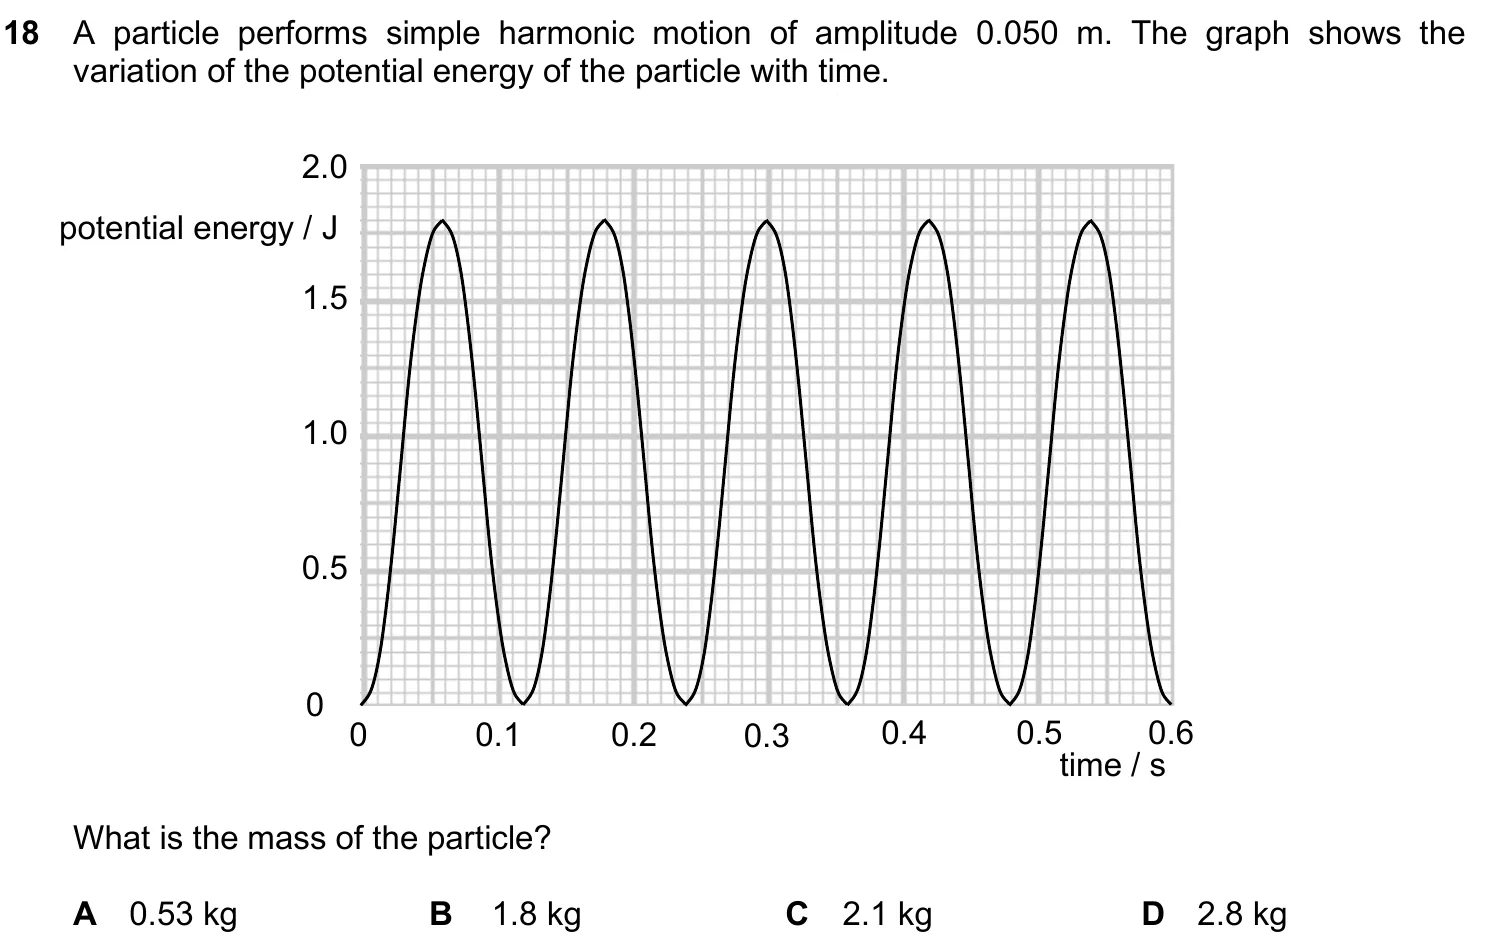 18 A particle performs simple harmonic motion of amplitude 0.050 m. The graph shows the
variation of the potential energy of the particle with time.
2.0
potential energy / J
1.5
1.0
0.5
0
0 0.1 0.2 0.3 0.4 0.5 0.6
time / s
What is the mass of the particle?
A 0.53 kg B 1.8 kg C 2.1 kg D 2.8 kg